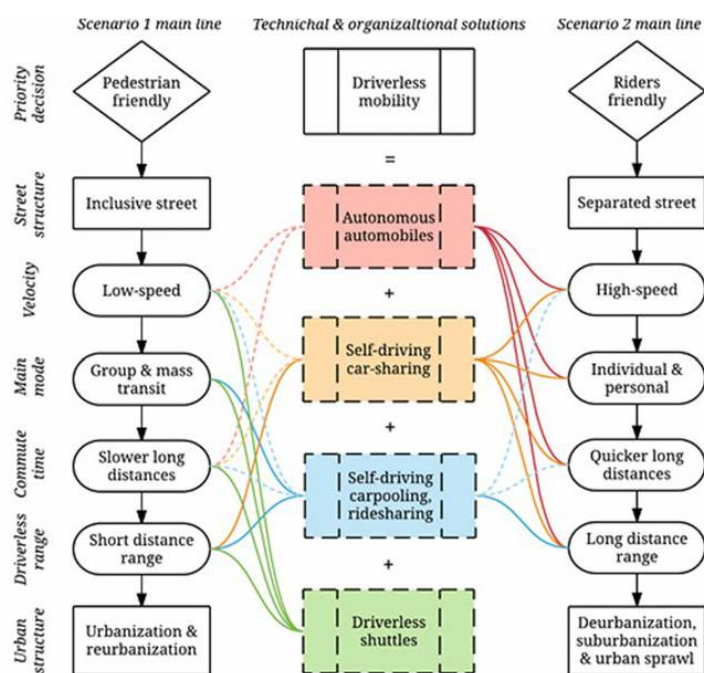 Scenario 1 main line
Technichal & organizaltional solutions
Scenario 2 main line
Priority
decision
Pedestrian
friendly
Driverless
mobility
Riders
friendly
=
Street
structure
Inclusive street
Autonomous
automobiles
Separated street
Velocity
Low-speed
+
High-speed
Main
mode
Group & mass
transit
Self-driving
car-sharing
Individual &
personal
+
Commute
time
Slower long
distances
Self-driving
carpooling,
ridesharing
Quicker long
distances
Driverless
range
Short distance
range
+
Long distance
range
Urban
structure
Urbanization &
reurbanization
Driverless
shuttles
Deurbanization,
suburbanization
& urban sprawl